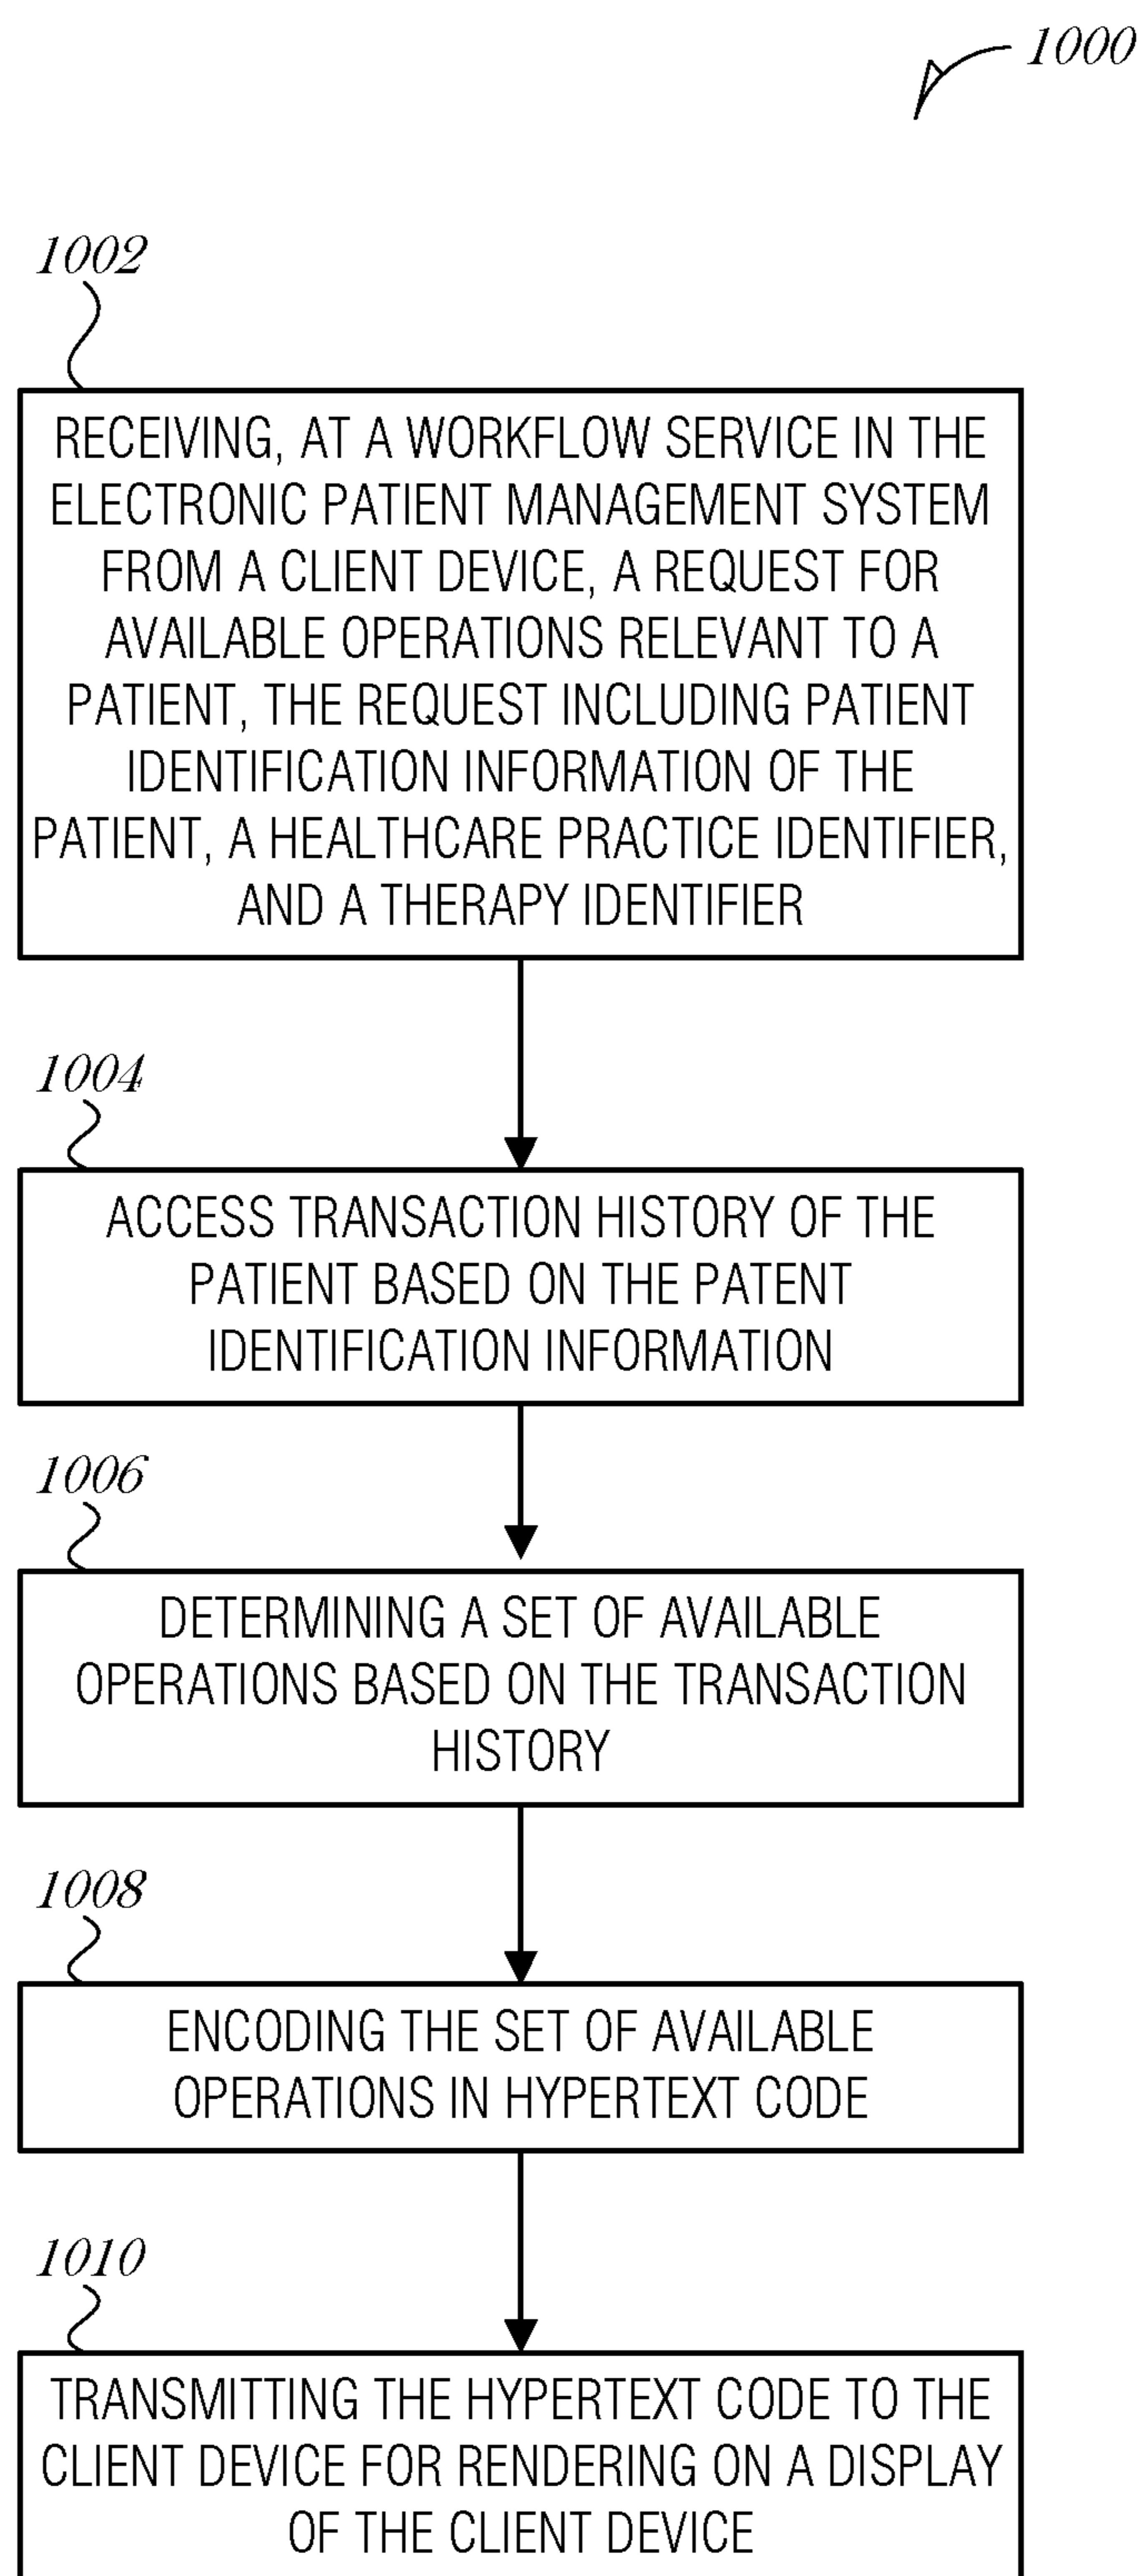 1000
1002
RECEIVING, AT A WORKFLOW SERVICE IN THE
ELECTRONIC PATIENT MANAGEMENT SYSTEM
FROM A CLIENT DEVICE, A REQUEST FOR
AVAILABLE OPERATIONS RELEVANT TO A
PATIENT, THE REQUEST INCLUDING PATIENT
IDENTIFICATION INFORMATION OF THE
PATIENT, A HEALTHCARE PRACTICE IDENTIFIER,
AND A THERAPY IDENTIFIER
1004
ACCESS TRANSACTION HISTORY OF THE
PATIENT BASED ON THE PATENT
IDENTIFICATION INFORMATION
1006
DETERMINING A SET OF AVAILABLE
OPERATIONS BASED ON THE TRANSACTION
HISTORY
1008
ENCODING THE SET OF AVAILABLE
OPERATIONS IN HYPERTEXT CODE
1010
TRANSMITTING THE HYPERTEXT CODE TO THE
CLIENT DEVICE FOR RENDERING ON A DISPLAY
OF THE CLIENT DEVICE